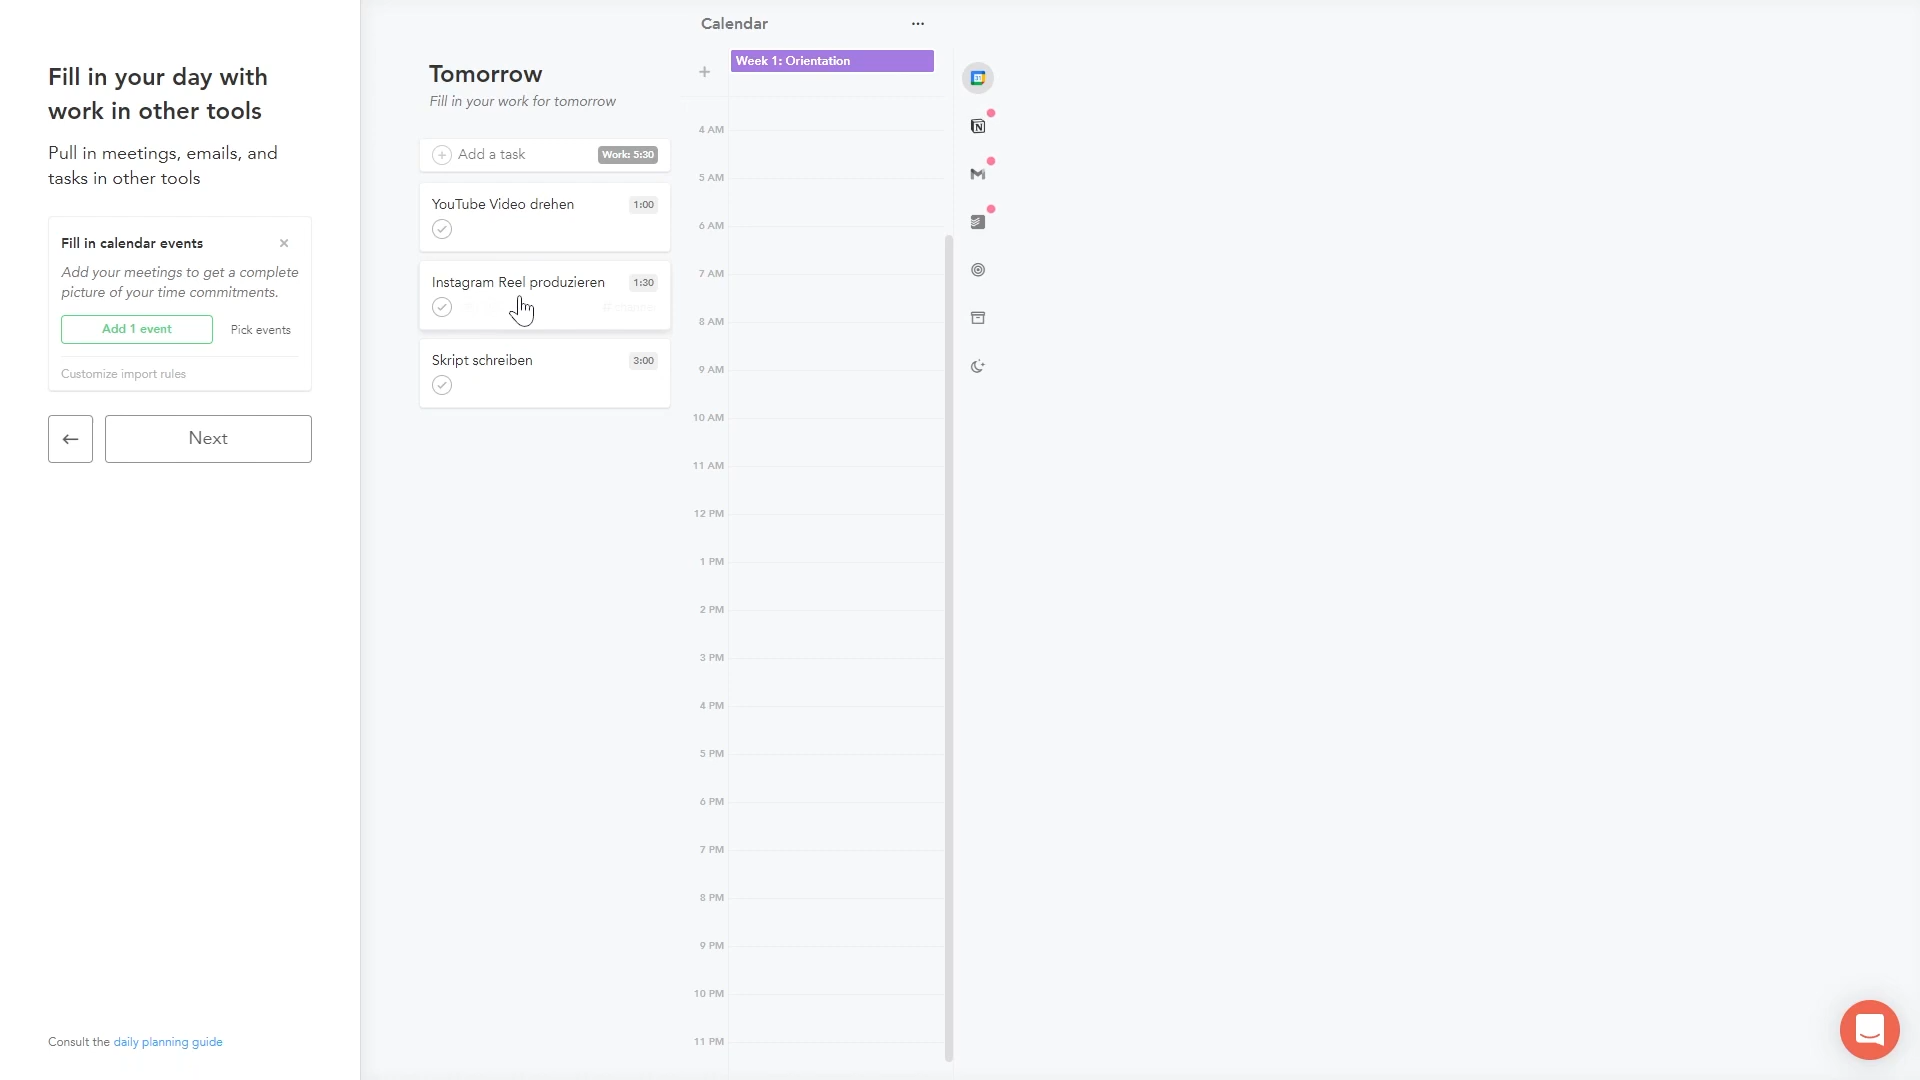 Fill in your day with
work in other tools
Pull in meetings, emails, and
tasks in other tools
Fill in calendar events
Add your meetings to get a complete
picture of your time commitments.
Add 1 event
Pick events
Customize import rules
Next
Consult the daily planning guide
Tomorrow
Fill in your work for tomorrow
Add a task
Work: 5:30
YouTube Video drehen
1:00
Instagram Reel produzieren
1:30
# channel
Skript schreiben
3:00
Calendar
Week 1: Orientation
4 AM
5 AM
6 AM
7 AM
8 AM
9 AM
10 AM
11 AM
12 PM
1 PM
2 PM
3 PM
4 PM
5 PM
6 PM
7 PM
8 PM
9 PM
10 PM
11 PM
31
N